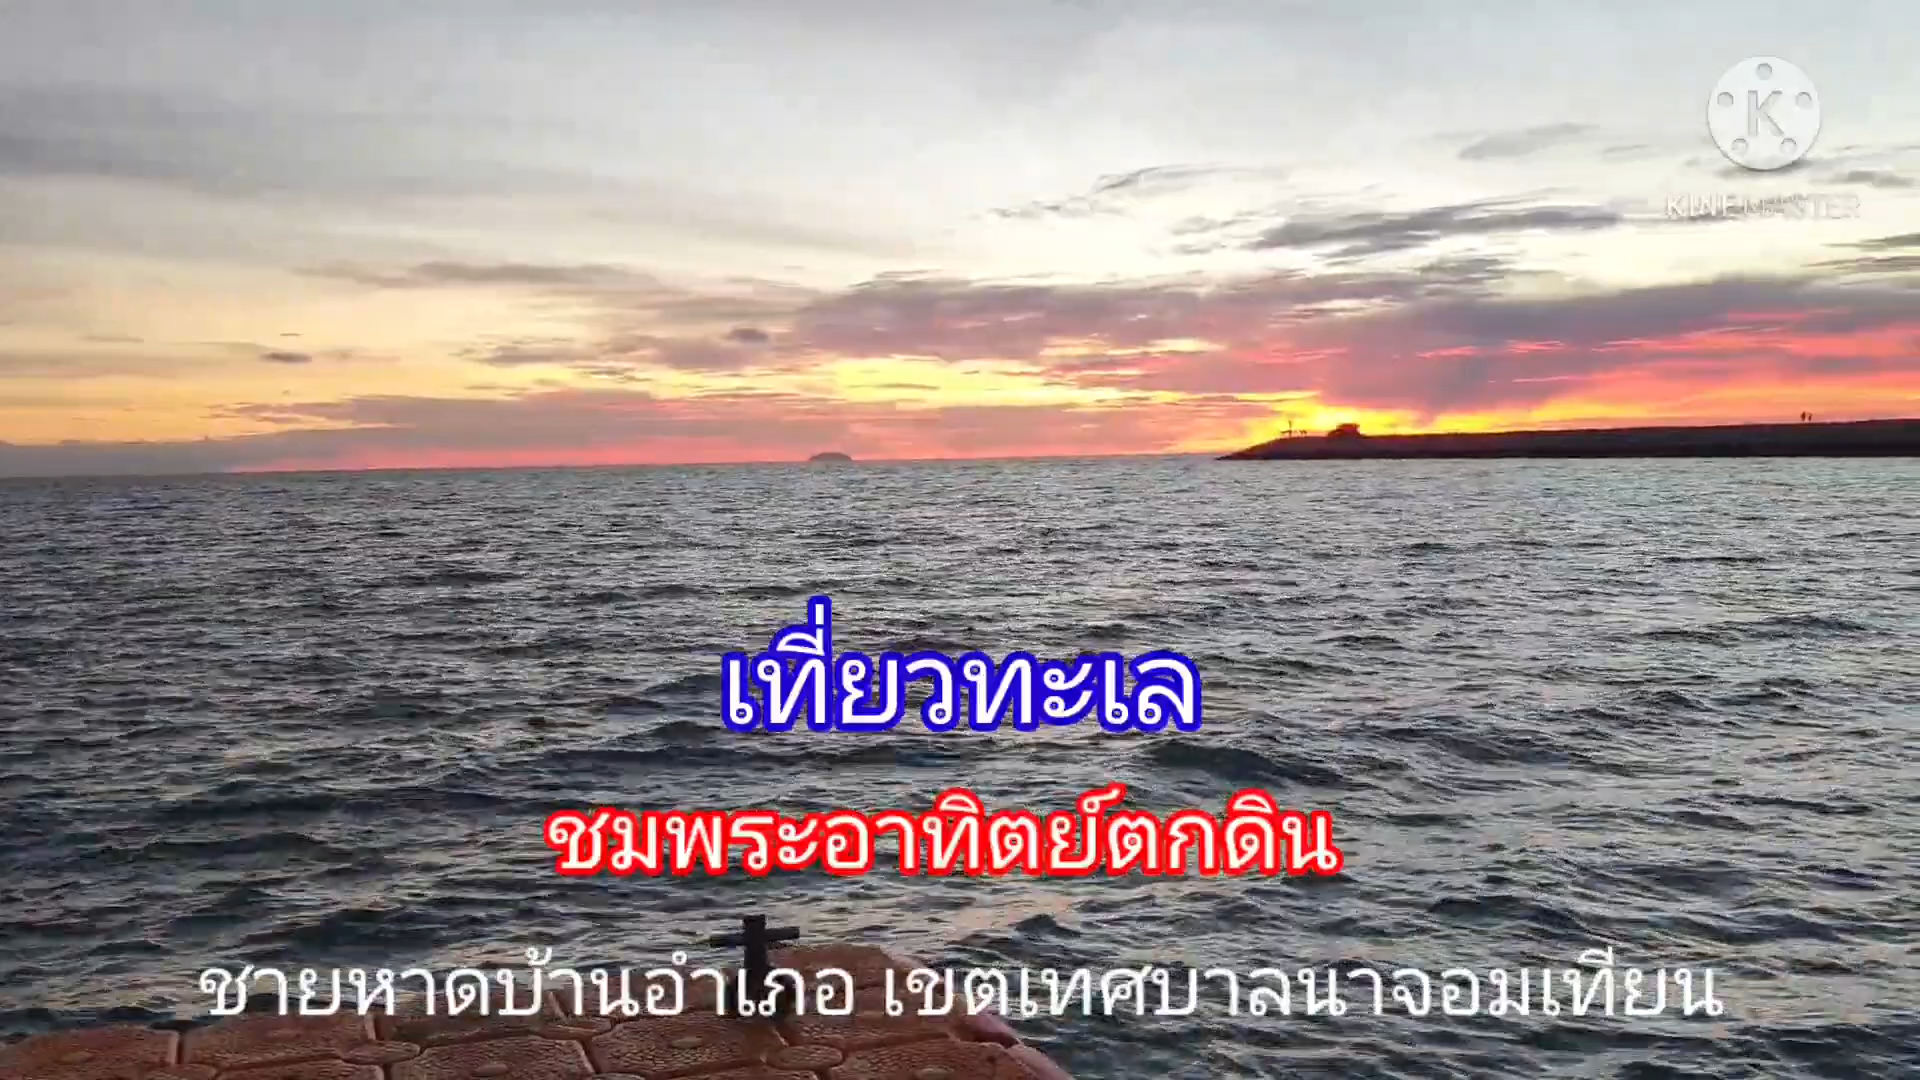 K
KINEMASTER
เที่ยวทะเล
ชมพระอาทิตย์ตกดิน
ชายหาดบ้านอำเภอ เขตเทศบาลนาจอมเทียน